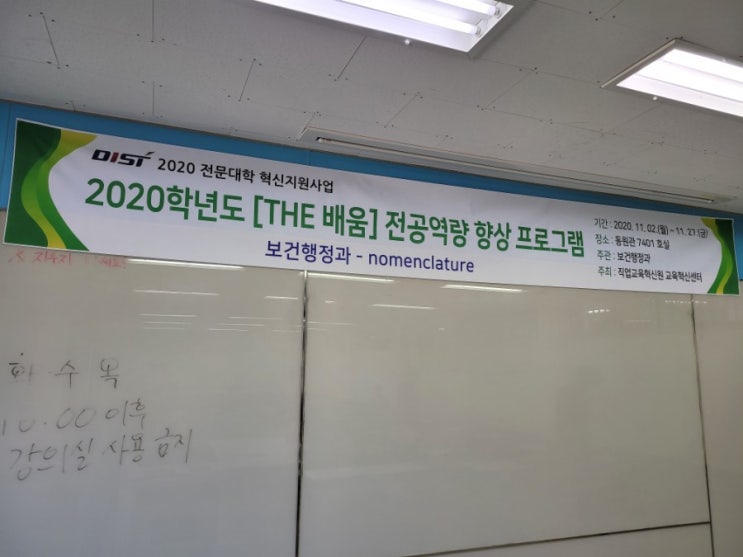 DIST 2020 전문대학 혁신지원사업
2020학년도 [THE 배움] 전공역량 향상 프로그램
보건행정과 - nomenclature
기간 : 2020. 11. 02.(월) ~ 11. 27.(금)
장소 : 동원관 7401 호실
주관 : 보건행정과
주최 : 직업교육혁신원 교육혁신센터
화 수 목
10:00 이후
강의실 사용 금지